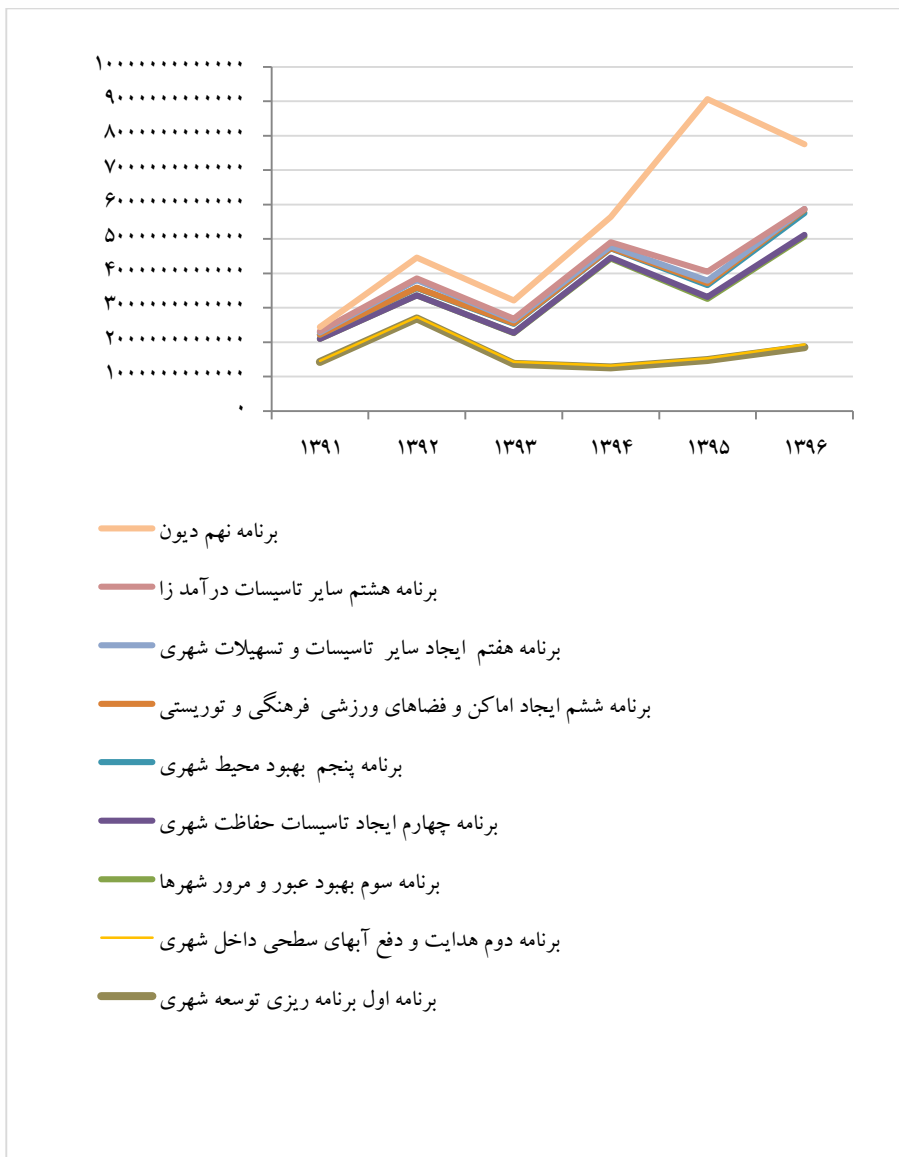 ۱۰۰۰۰۰۰۰۰۰۰۰۰۰
۹۰۰۰۰۰۰۰۰۰۰۰۰
۸۰۰۰۰۰۰۰۰۰۰۰۰
۷۰۰۰۰۰۰۰۰۰۰۰۰
۶۰۰۰۰۰۰۰۰۰۰۰۰
۵۰۰۰۰۰۰۰۰۰۰۰۰
۴۰۰۰۰۰۰۰۰۰۰۰۰
۳۰۰۰۰۰۰۰۰۰۰۰۰
۲۰۰۰۰۰۰۰۰۰۰۰۰
۱۰۰۰۰۰۰۰۰۰۰۰۰
۰
۱۳۹۱ ۱۳۹۲ ۱۳۹۳ ۱۳۹۴ ۱۳۹۵ ۱۳۹۶
برنامه نهم دیون
برنامه هشتم سایر تاسیسات درآمد زا
برنامه هفتم ایجاد سایر تاسیسات و تسهیلات شهری
برنامه ششم ایجاد اماکن و فضاهای ورزشی فرهنگی و توریستی
برنامه پنجم بهبود محیط شهری
برنامه چهارم ایجاد تاسیسات حفاظت شهری
برنامه سوم بهبود عبور و مرور شهرها
برنامه دوم هدایت و دفع آبهای سطحی داخل شهری
برنامه اول برنامه ریزی توسعه شهری